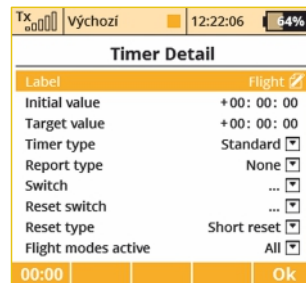 Tx Výchozí 12:22:06 64%
Timer Detail
Label Flight
Initial value +00: 00: 00
Target value +00: 00: 00
Timer type Standard
Report type None
Switch ...
Reset switch ...
Reset type Short reset
Flight modes active All
00:00 Ok